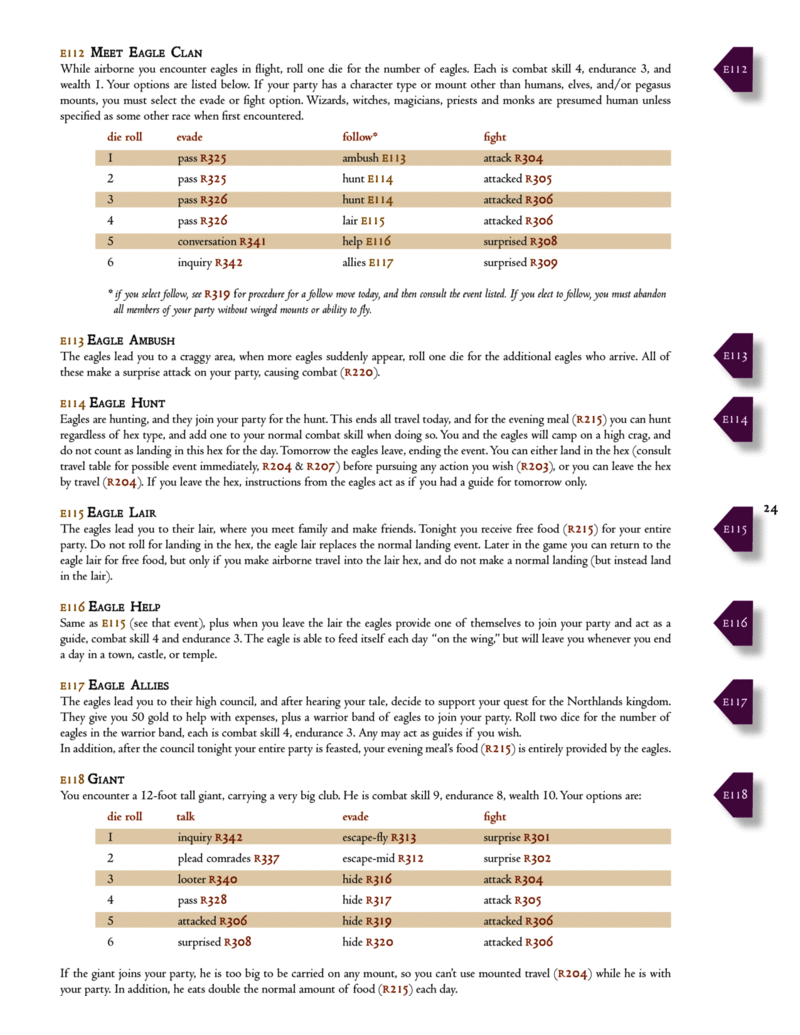 E112 Meet Eagle Clan
While airborne you encounter eagles in flight, roll one die for the number of eagles. Each is combat skill 4, endurance 3, and
wealth 1. Your options are listed below. If your party has a character type or mount other than humans, elves, and/or pegasus
mounts, you must select the evade or fight option. Wizards, witches, magicians, priests and monks are presumed human unless
specified as some other race when first encountered.
E112
die roll evade follow* fight
1 pass R325 ambush E113 attack R304
2 pass R325 hunt E114 attacked R305
3 pass R326 hunt E114 attacked R306
4 pass R326 lair E115 attacked R306
5 conversation R341 help E116 surprised R308
6 inquiry R342 allies E117 surprised R309
* if you select follow, see R319 for procedure for a follow move today, and then consult the event listed. If you elect to follow, you must abandon
all members of your party without winged mounts or ability to fly.
E113 Eagle Ambush
The eagles lead you to a craggy area, when more eagles suddenly appear, roll one die for the additional eagles who arrive. All of
these make a surprise attack on your party, causing combat (R220).
E113
E114 Eagle Hunt
Eagles are hunting, and they join your party for the hunt. This ends all travel today, and for the evening meal (R215) you can hunt
regardless of hex type, and add one to your normal combat skill when doing so. You and the eagles will camp on a high crag, and
do not count as landing in this hex for the day. Tomorrow the eagles leave, ending the event. You can either land in the hex (consult
travel table for possible event immediately, R204 & R207) before pursuing any action you wish (R203), or you can leave the hex
by travel (R204). If you leave the hex, instructions from the eagles act as if you had a guide for tomorrow only.
E114
24
E115 Eagle Lair
The eagles lead you to their lair, where you meet family and make friends. Tonight you receive free food (R215) for your entire
party. Do not roll for landing in the hex, the eagle lair replaces the normal landing event. Later in the game you can return to the
eagle lair for free food, but only if you make airborne travel into the lair hex, and do not make a normal landing (but instead land
in the lair).
E115
E116 Eagle Help
Same as E115 (see that event), plus when you leave the lair the eagles provide one of themselves to join your party and act as a
guide, combat skill 4 and endurance 3. The eagle is able to feed itself each day “on the wing,” but will leave you whenever you end
a day in a town, castle, or temple.
E116
E117 Eagle Allies
The eagles lead you to their high council, and after hearing your tale, decide to support your quest for the Northlands kingdom.
They give you 50 gold to help with expenses, plus a warrior band of eagles to join your party. Roll two dice for the number of
eagles in the warrior band, each is combat skill 4, endurance 3. Any may act as guides if you wish.
In addition, after the council tonight your entire party is feasted, your evening meal’s food (R215) is entirely provided by the eagles.
E117
E118 Giant
You encounter a 12-foot tall giant, carrying a very big club. He is combat skill 9, endurance 8, wealth 10. Your options are:
E118
die roll talk evade fight
1 inquiry R342 escape-fly R313 surprise R301
2 plead comrades R337 escape-mid R312 surprise R302
3 looter R340 hide R316 attack R304
4 pass R328 hide R317 attack R305
5 attacked R306 hide R319 attacked R306
6 surprised R308 hide R320 attacked R306
If the giant joins your party, he is too big to be carried on any mount, so you can’t use mounted travel (R204) while he is with
your party. In addition, he eats double the normal amount of food (R215) each day.